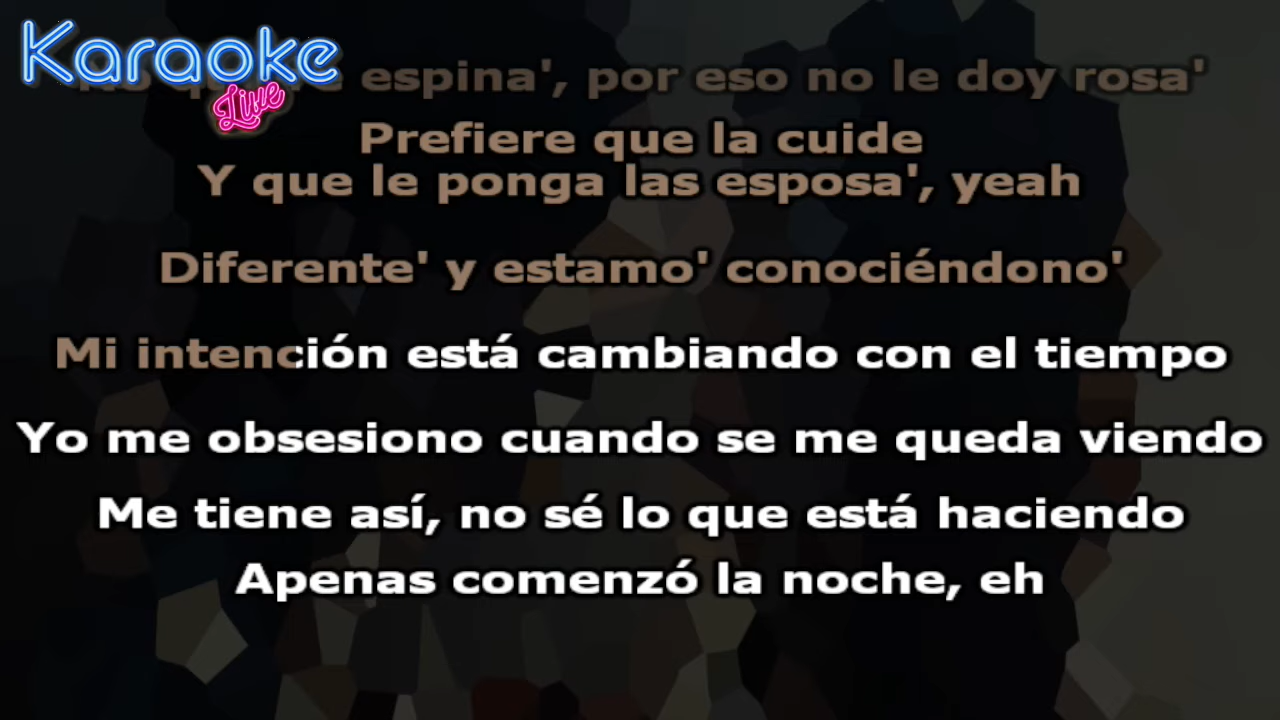 Karaoke
Live
espina', por eso no le doy rosa'
Prefiere que la cuide
Y que le ponga las esposa', yeah
Diferente' y estamo' conociéndono'
Mi intención está cambiando con el tiempo
Yo me obsesiono cuando se me queda viendo
Me tiene así, no sé lo que está haciendo
Apenas comenzó la noche, eh